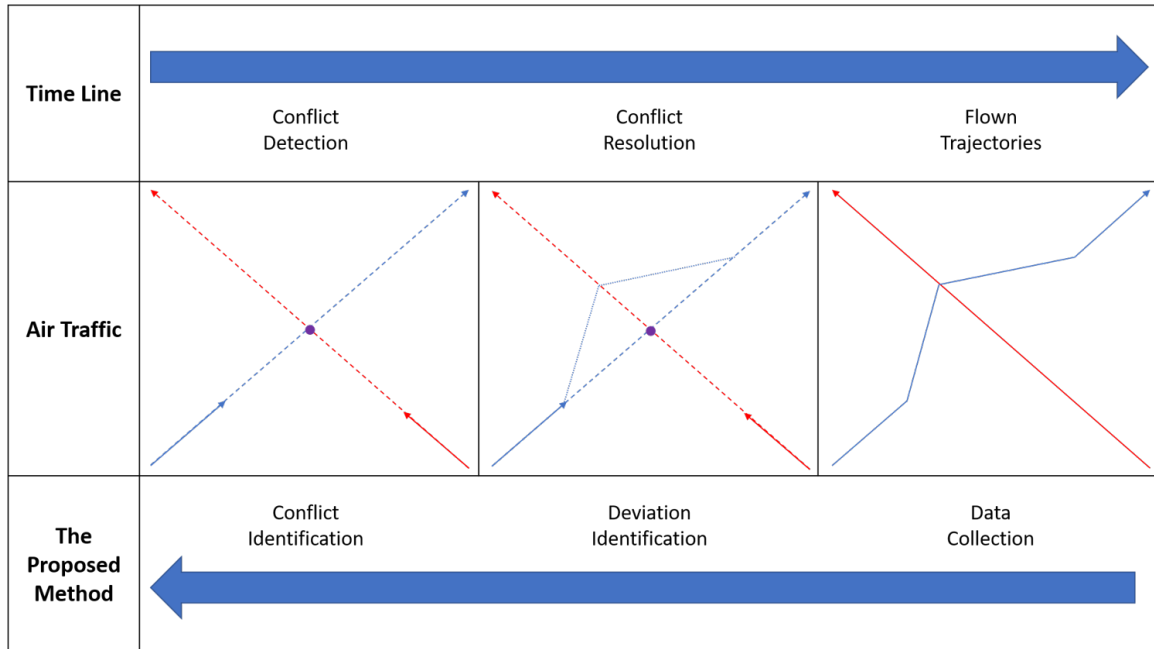 Time Line
Conflict
Detection
Conflict
Resolution
Flown
Trajectories
Air Traffic
The
Proposed
Method
Conflict
Identification
Deviation
Identification
Data
Collection